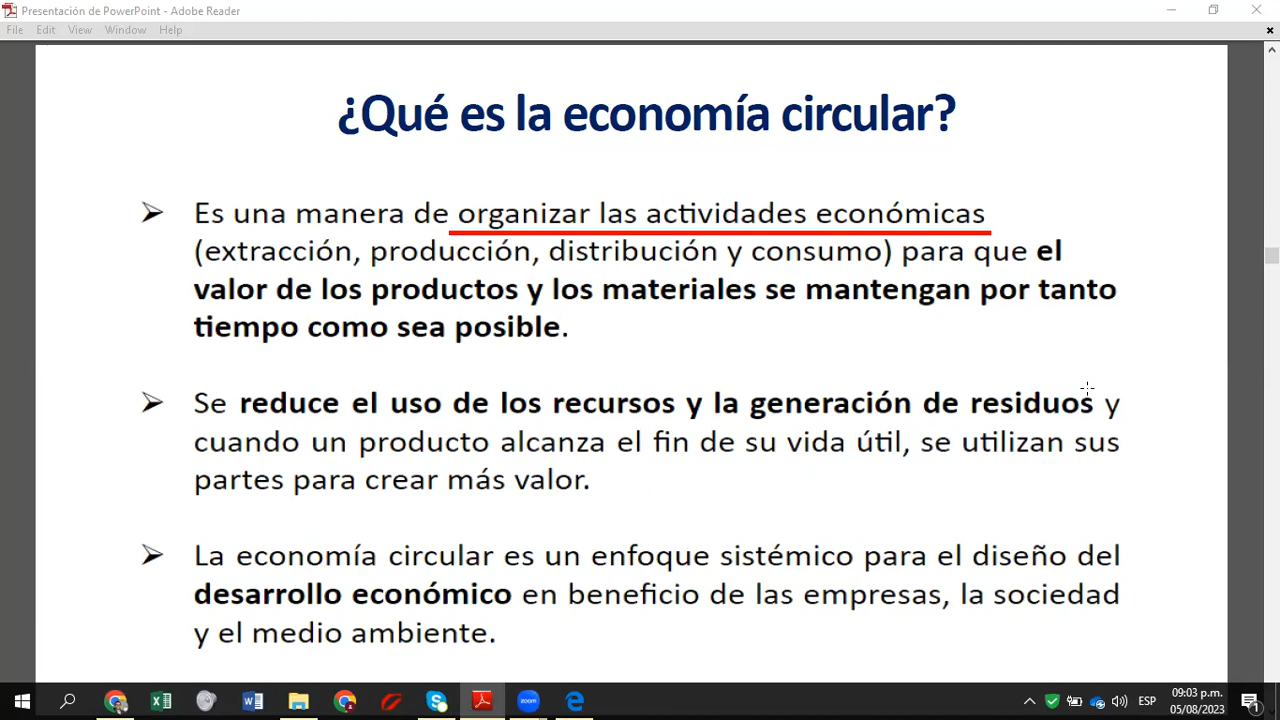 Presentación de PowerPoint - Adobe Reader
File Edit View Window Help
¿Qué es la economía circular?
Es una manera de organizar las actividades económicas
(extracción, producción, distribución y consumo) para que el
valor de los productos y los materiales se mantengan por tanto
tiempo como sea posible.
Se reduce el uso de los recursos y la generación de residuos y
cuando un producto alcanza el fin de su vida útil, se utilizan sus
partes para crear más valor.
La economía circular es un enfoque sistémico para el diseño del
desarrollo económico en beneficio de las empresas, la sociedad
y el medio ambiente.
zoom
ESP
09:03 p.m.
05/08/2023
1